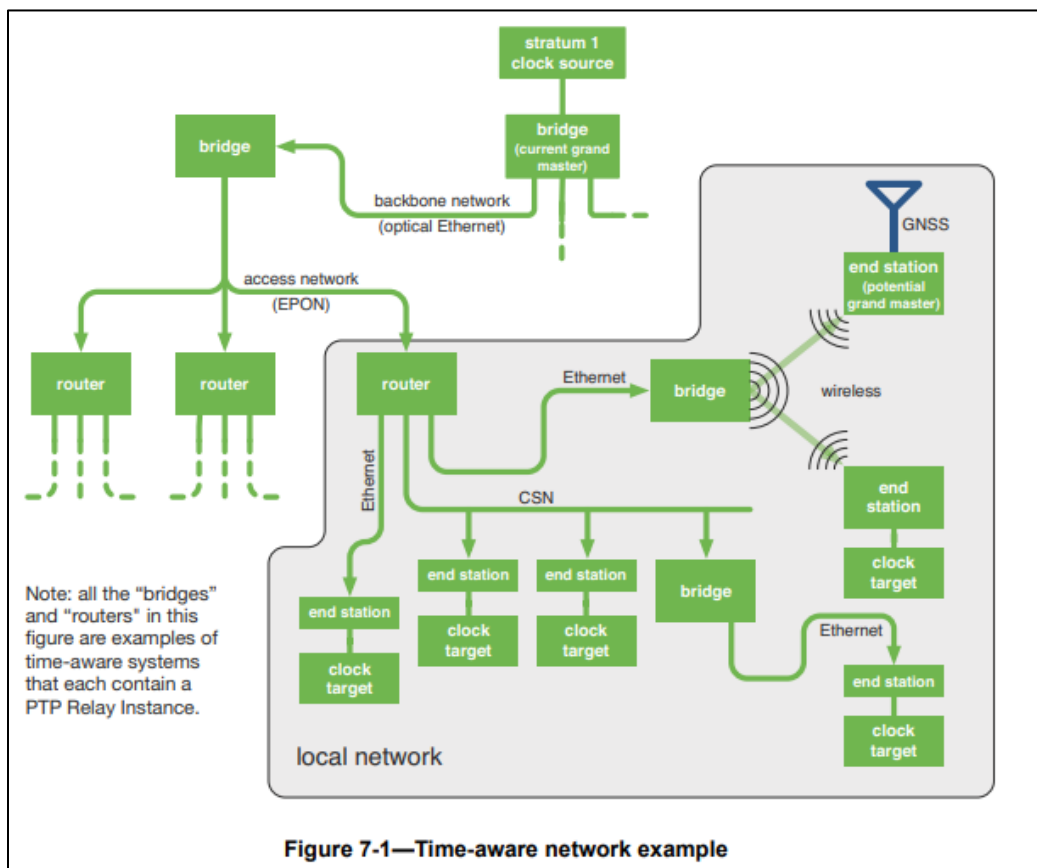 stratum 1
clock source
bridge
(current grand
master)
bridge
backbone network
(optical Ethernet)
GNSS
end station
(potential
grand master)
access network
(EPON)
router
router
router
Ethernet
bridge
wireless
Ethernet
CSN
end
station
clock
target
end station
clock
target
end station
clock
target
bridge
end station
clock
target
Ethernet
end station
clock
target
Note: all the “bridges”
and “routers" in this
figure are examples of
time-aware systems
that each contain a
PTP Relay Instance.
local network
Figure 7-1—Time-aware network example